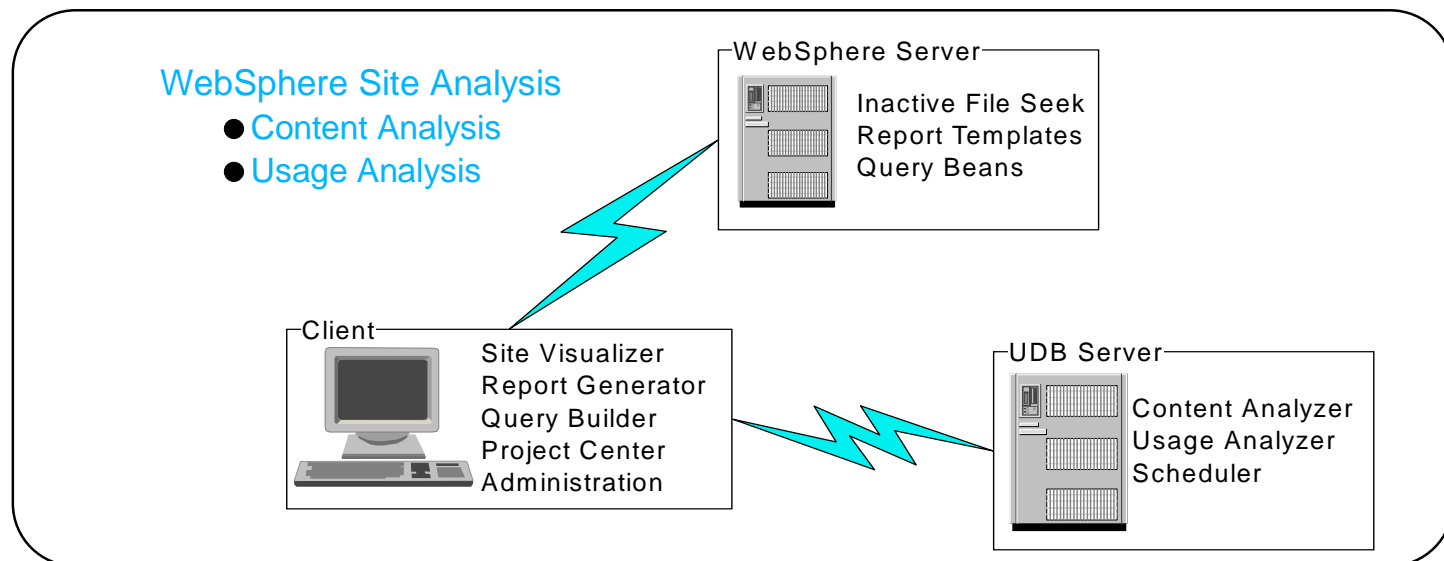 WebSphere Site Analysis
● Content Analysis
● Usage Analysis
WebSphere Server
Inactive File Seek
Report Templates
Query Beans
Client
Site Visualizer
Report Generator
Query Builder
Project Center
Administration
UDB Server
Content Analyzer
Usage Analyzer
Scheduler